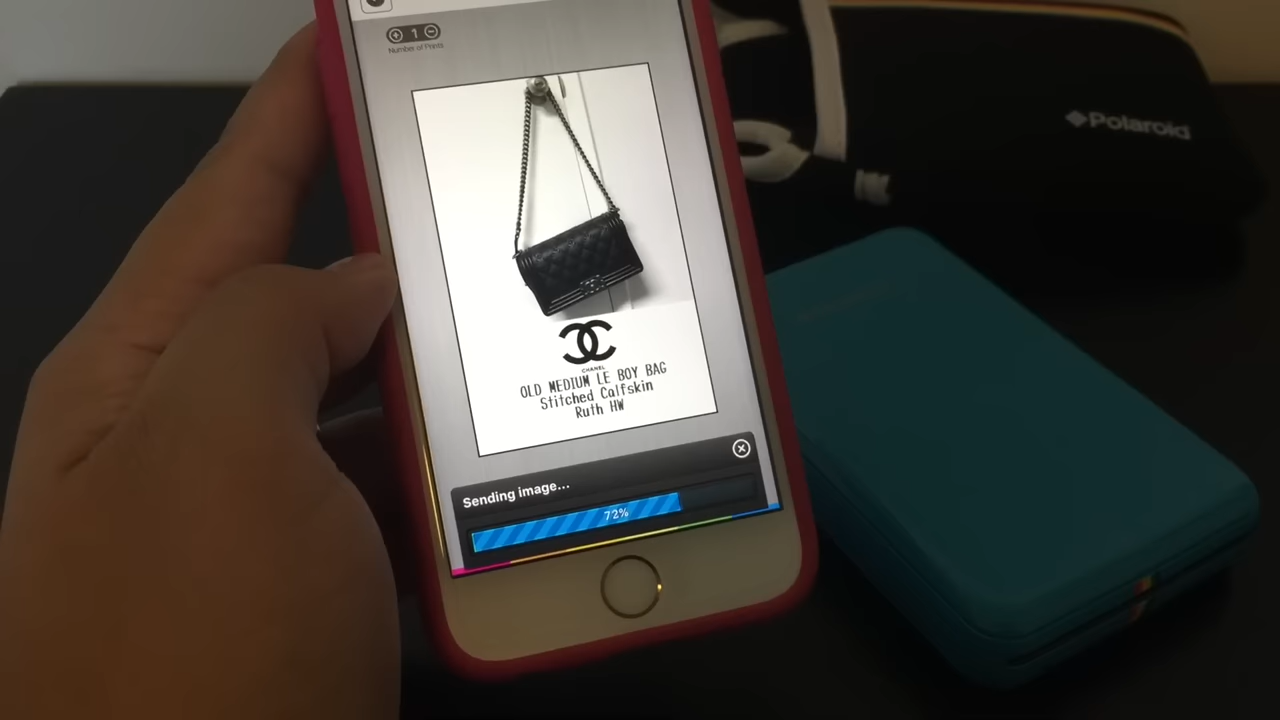 1
Number of Prints
Polaroid
CHANEL
OLD MEDIUM LE BOY BAG
Stitched Calfskin
Ruth HW
Sending image...
72%